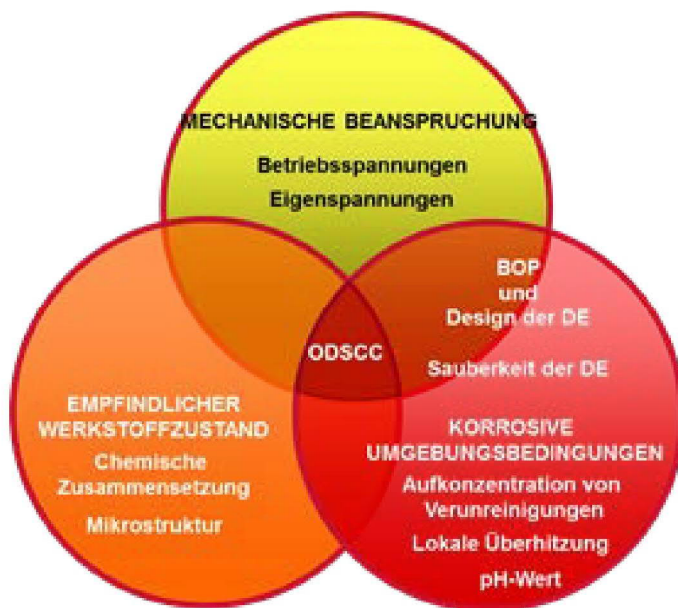 MECHANISCHE BEANSPRUCHUNG
Betriebsspannungen
Eigenspannungen
BOP
und
Design der DE
ODSCC
Sauberkeit der DE
EMPFINDLICHER
WERKSTOFFZUSTAND
Chemische
Zusammensetzung
Mikrostruktur
KORROSIVE
UMGEBUNGSBEDINGUNGEN
Aufkonzentration von
Verunreinigungen
Lokale Überhitzung
pH-Wert